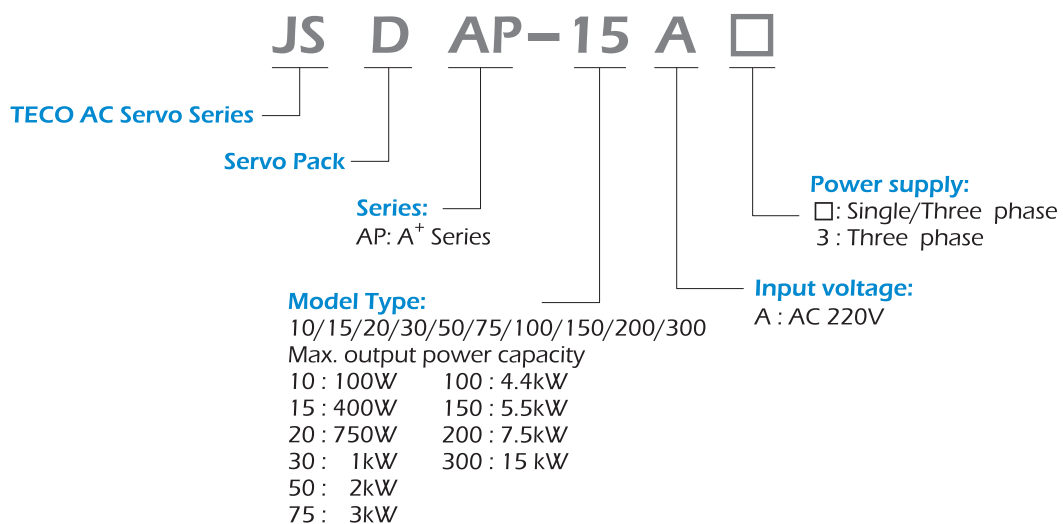 JS D AP-15 A □
TECO AC Servo Series
Servo Pack
Series:
AP: A+ Series
Power supply:
□: Single/Three phase
3 : Three phase
Input voltage:
A : AC 220V
Model Type:
10/15/20/30/50/75/100/150/200/300
Max. output power capacity
10 : 100W 100 : 4.4kW
15 : 400W 150 : 5.5kW
20 : 750W 200 : 7.5kW
30 : 1kW 300 : 15 kW
50 : 2kW
75 : 3kW